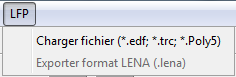 LFP
Charger fichier (*.edf; *.trc; *.Poly5)
Exporter format LENA (.lena)